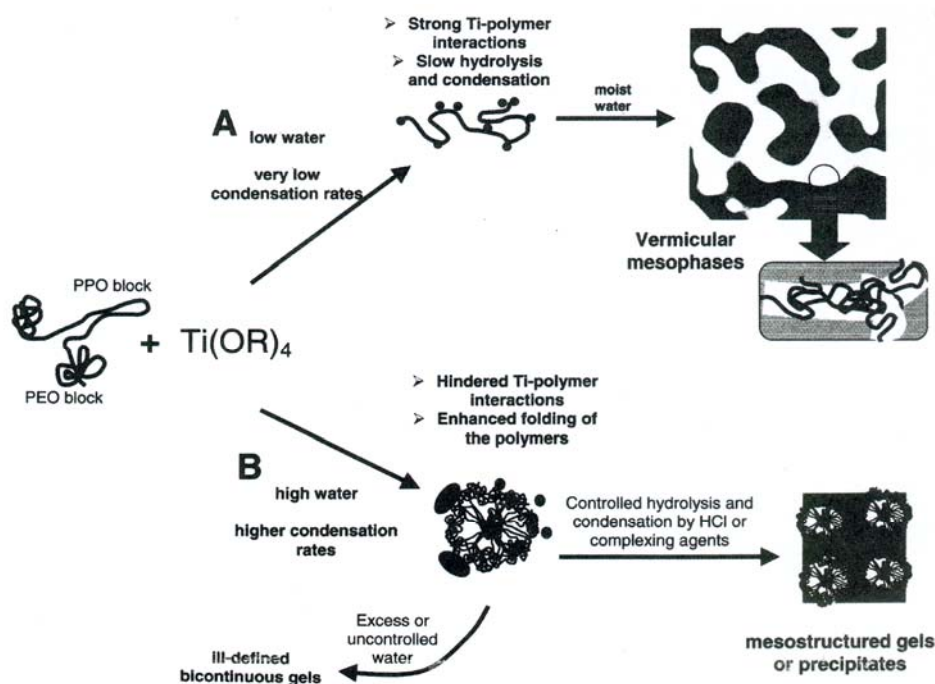 ➢ Strong Ti-polymer
interactions
➢ Slow hydrolysis
and condensation
A
low water
very low
condensation rates
moist
water
Vermicular
mesophases
PPO block
+ Ti(OR)4
PEO block
➢ Hindered Ti-polymer
interactions
➢ Enhanced folding of
the polymers
B
high water
higher condensation
rates
Controlled hydrolysis and
condensation by HCl or
complexing agents
Excess or
uncontrolled
water
ill-defined
bicontinuous gels
mesostructured gels
or precipitates